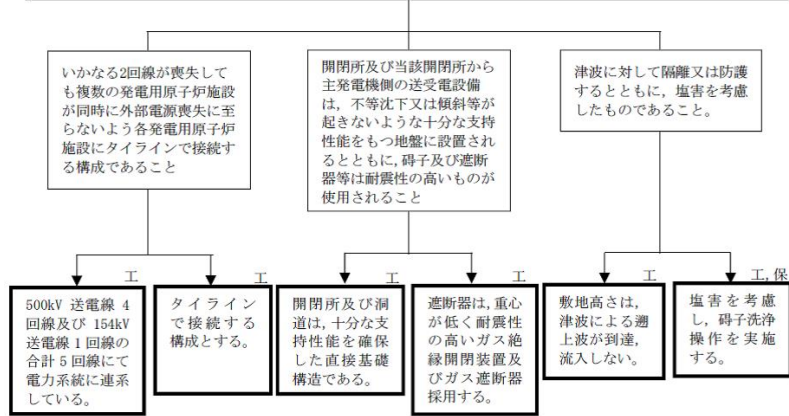 いかなる2回線が喪失して
も複数の発電用原子炉施設
が同時に外部電源喪失に至
らないよう各発電用原子炉
施設にタイラインで接続す
る構成であること
開閉所及び当該開閉所から
主発電機側の送受電設備
は，不等沈下又は傾斜等が
起きないような十分な支持
性能をもつ地盤に設置され
るとともに，碍子及び遮断
器等は耐震性の高いものが
使用されること
津波に対して隔離又は防護
するとともに，塩害を考慮
したものであること。
工
500kV 送電線 4
回線及び 154kV
送電線 1 回線の
合計 5 回線にて
電力系統に連系
している。
工
タイライン
で接続する
構成とする。
工
開閉所及び洞
道は，十分な支
持性能を確保
した直接基礎
構造である。
工
遮断器は，重心
が低く耐震性
の高いガス絶
縁開閉装置及
びガス遮断器
採用する。
工
敷地高さは，
津波による遡
上波が到達，
流入しない。
工，保
塩害を考慮
し，碍子洗浄
操作を実施
する。